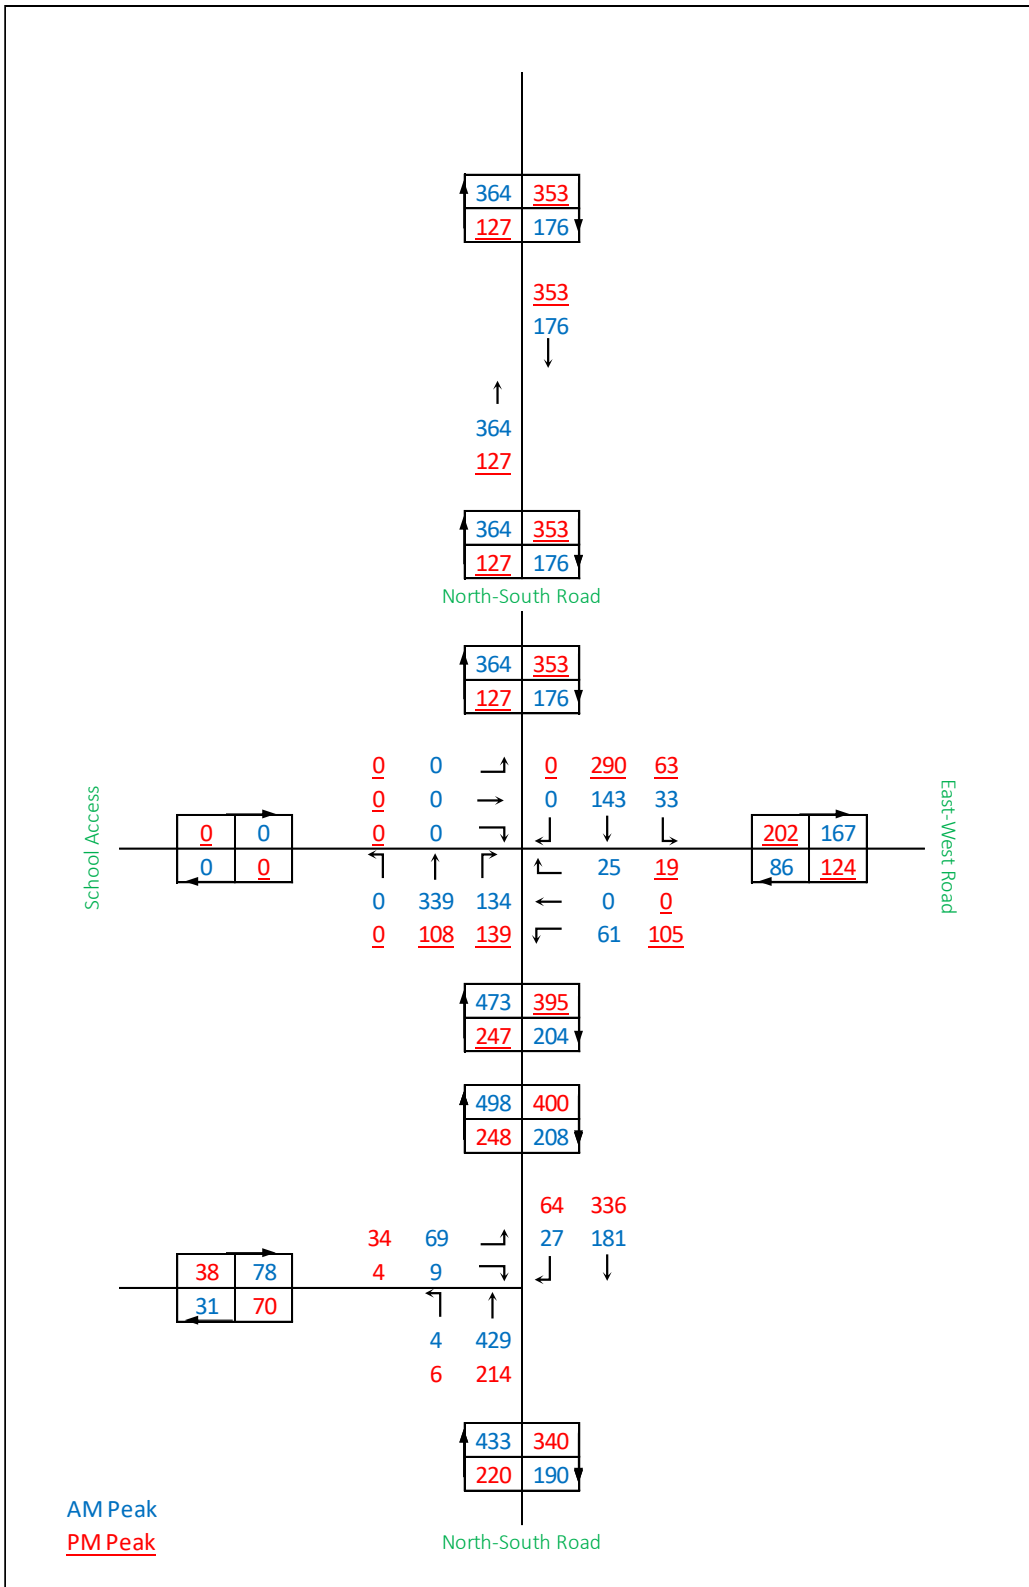 364 353
127 176
353
176
364
127
364 353
127 176
North-South Road
364 353
127 176
0 0 0 290 63
0 0 0 143 33
0 0
School Access
East-West Road
0 0
0 0
202 167
86 124
25 19
0 339 134 0 0
0 108 139 61 105
473 395
247 204
498 400
248 208
64 336
34 69 27 181
4 9
38 78
31 70
4 429
6 214
433 340
220 190
AM Peak
PM Peak
North-South Road